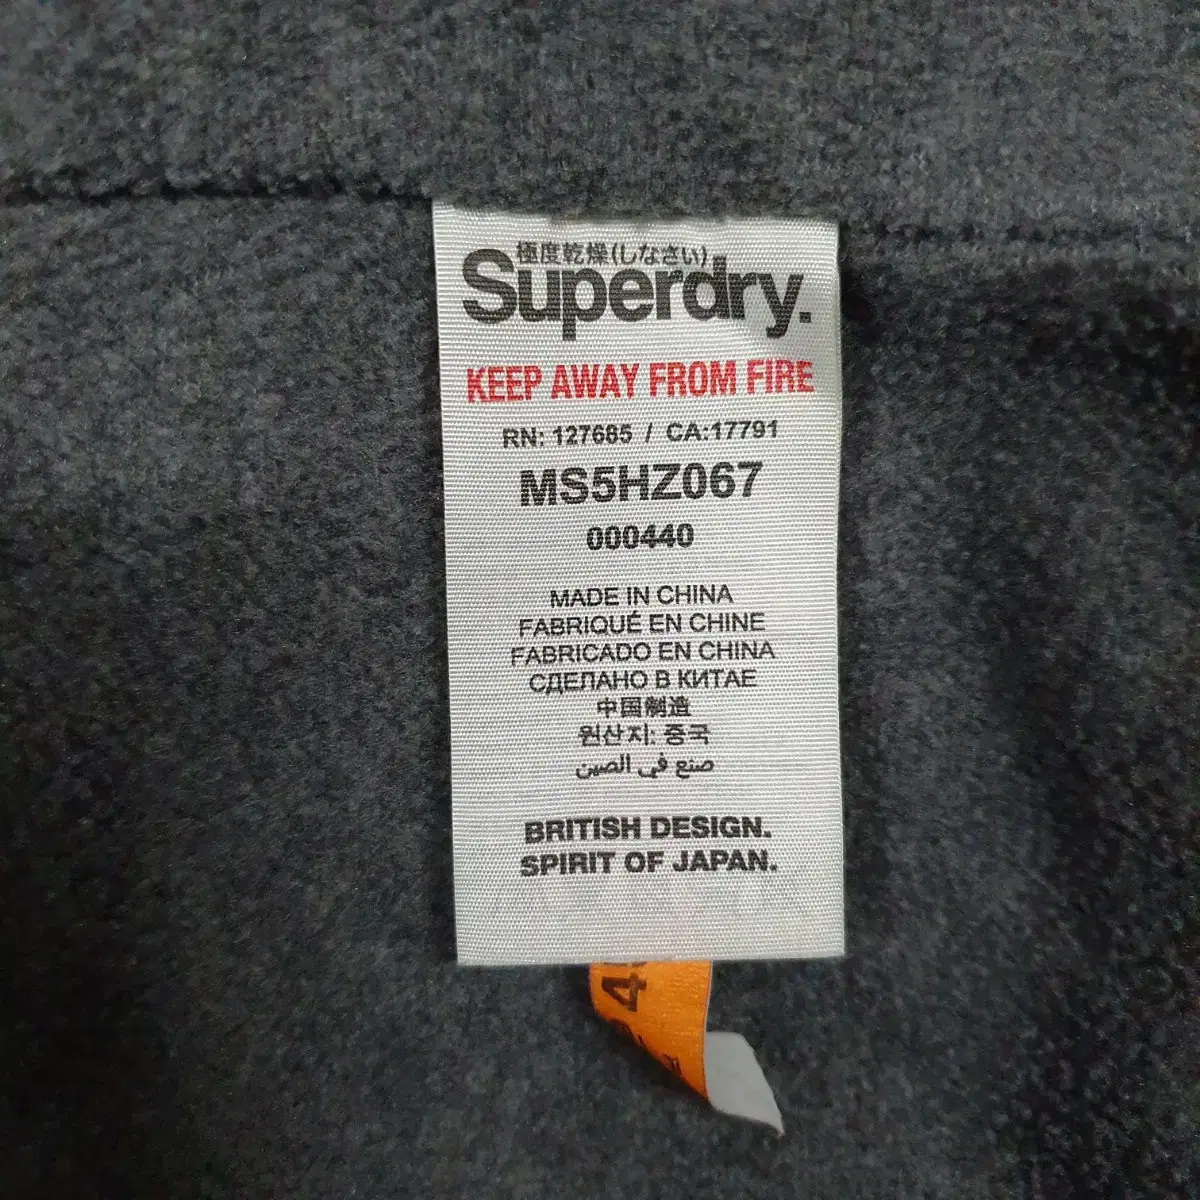 極度乾燥(しなさい)
Superdry.
KEEP AWAY FROM FIRE
RN: 127685 / CA:17791
MS5HZ067
000440
MADE IN CHINA
FABRIQUÉ EN CHINE
FABRICADO EN CHINA
СДЕЛАНО В КИТАЕ
中国制造
원산지: 중국
صنع في الصين
BRITISH DESIGN.
SPIRIT OF JAPAN.